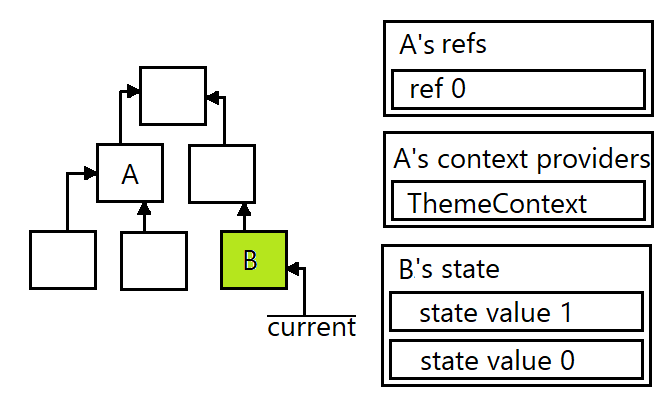 A
B
current
A's refs
ref 0
A's context providers
ThemeContext
B's state
state value 1
state value 0